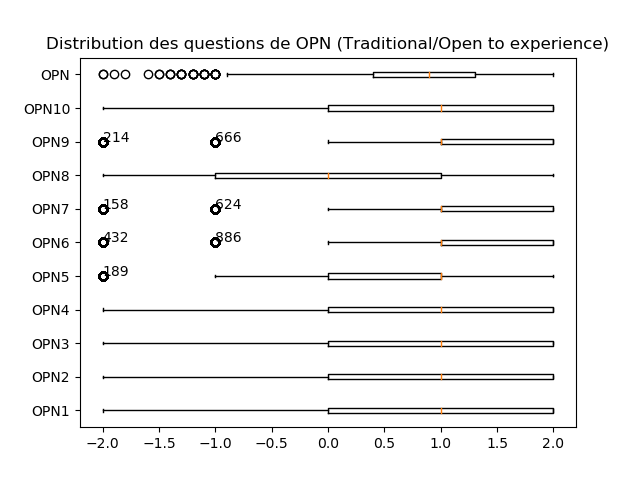 Distribution des questions de OPN (Traditional/Open to experience)
OPN
OPN10
OPN9 214 666
OPN8
OPN7 158 624
OPN6 432 886
OPN5 189
OPN4
OPN3
OPN2
OPN1
−2.0 −1.5 −1.0 −0.5 0.0 0.5 1.0 1.5 2.0